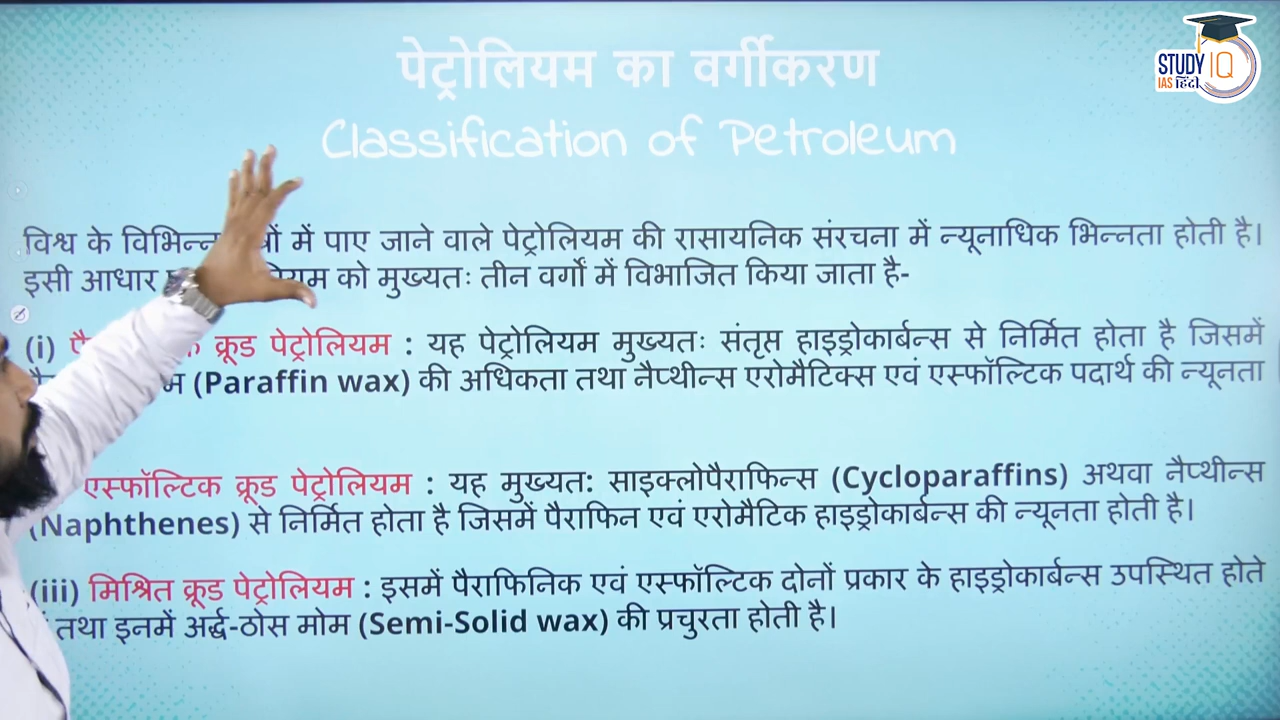 पेट्रोलियम का वर्गीकरण
Classification of Petroleum
STUDY IQ
IAS हिंदी
विश्व के विभिन्न में पाए जाने वाले पेट्रोलियम की रासायनिक संरचना में न्यूनाधिक भिन्नता होती है।
इसी आधार को मुख्यतः तीन वर्गों में विभाजित किया जाता है-
(i) क्रूड पेट्रोलियम : यह पेट्रोलियम मुख्यतः संतृप्त हाइड्रोकार्बन्स से निर्मित होता है जिसमें
(Paraffin wax) की अधिकता तथा नैप्थीन्स एरोमैटिक्स एवं एस्फॉल्टिक पदार्थ की न्यूनता
एस्फॉल्टिक क्रूड पेट्रोलियम : यह मुख्यत: साइक्लोपैराफिन्स (Cycloparaffins) अथवा नैप्थीन्स
(Naphthenes) से निर्मित होता है जिसमें पैराफिन एवं एरोमैटिक हाइड्रोकार्बन्स की न्यूनता होती है।
(iii) मिश्रित क्रूड पेट्रोलियम : इसमें पैराफिनिक एवं एस्फॉल्टिक दोनों प्रकार के हाइड्रोकार्बन्स उपस्थित होते
तथा इनमें अर्द्ध-ठोस मोम (Semi-Solid wax) की प्रचुरता होती है।